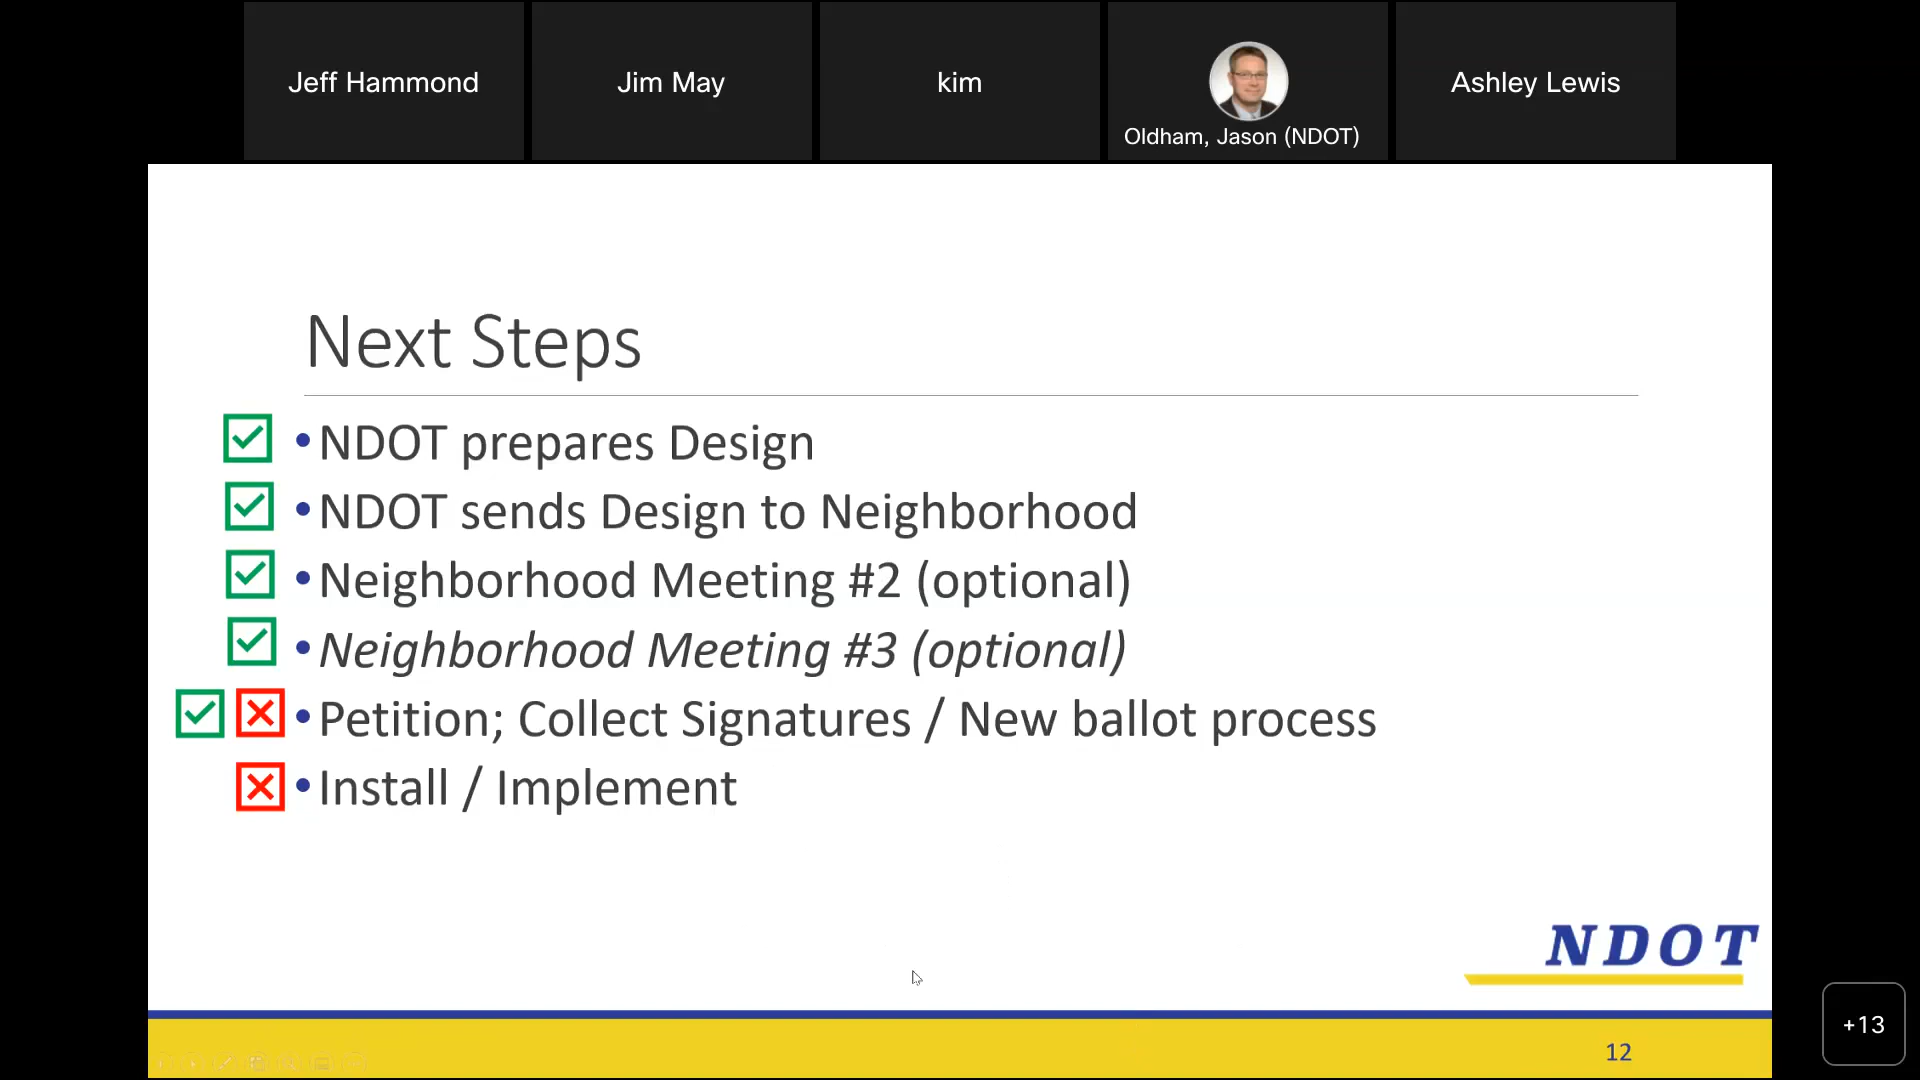 Jeff Hammond
Jim May
kim
Oldham, Jason (NDOT)
Ashley Lewis
Next Steps
• NDOT prepares Design
• NDOT sends Design to Neighborhood
• Neighborhood Meeting #2 (optional)
• Neighborhood Meeting #3 (optional)
• Petition; Collect Signatures / New ballot process
• Install / Implement
NDOT
+13
12